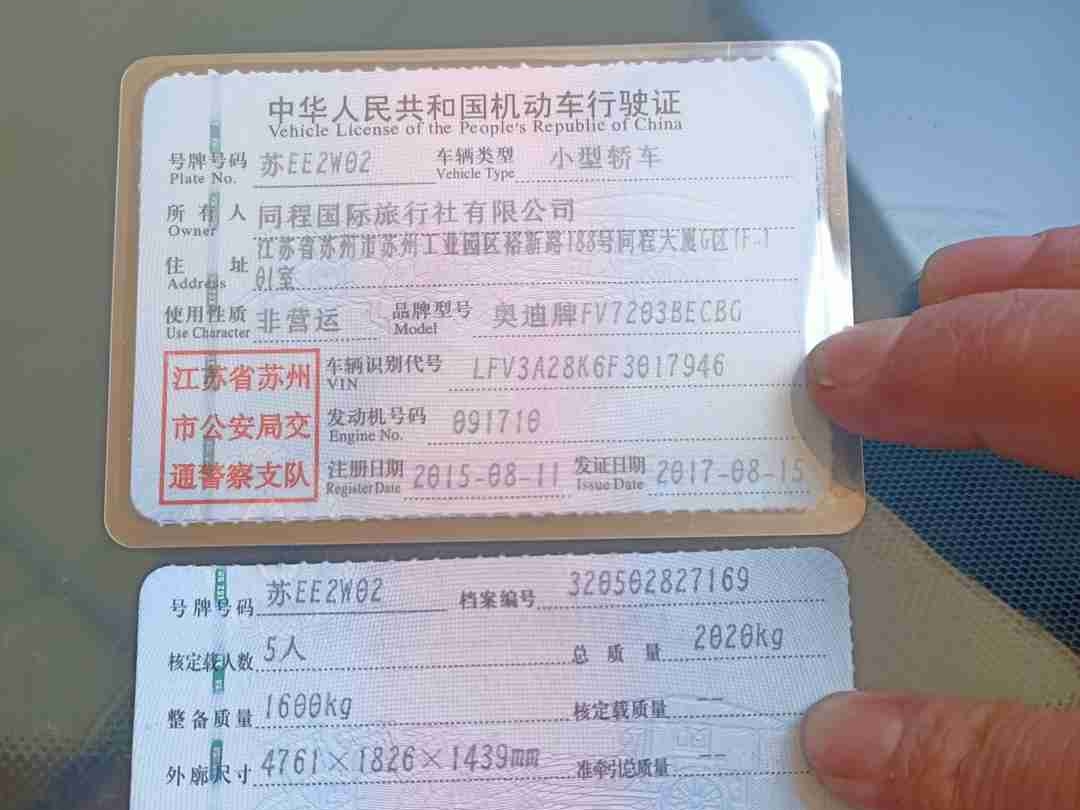 中华人民共和国机动车行驶证
Vehicle License of the People's Republic of China
号牌号码 苏EE2W02 车辆类型 小型轿车
Plate No. Vehicle Type
所有人 同程国际旅行社有限公司
Owner
住址 江苏省苏州市苏州工业园区裕新路188号同程大厦G区1F-1
Address 01室
使用性质 非营运 品牌型号 奥迪牌FV7203BECBG
Use Character Model
江苏省苏州 车辆识别代号 LFV3A28K6F3017946
VIN
市公安局交 发动机号码 091710
Engine No.
通警察支队 注册日期 2015-08-11 发证日期 2017-08-15
Register Date Issue Date
号牌号码 苏EE2W02 档案编号 320502827169
核定载人数 5人 总质量 2020kg
整备质量 1600kg 核定载质量 --
外廓尺寸 4761×1826×1439mm 准牵引总质量 --